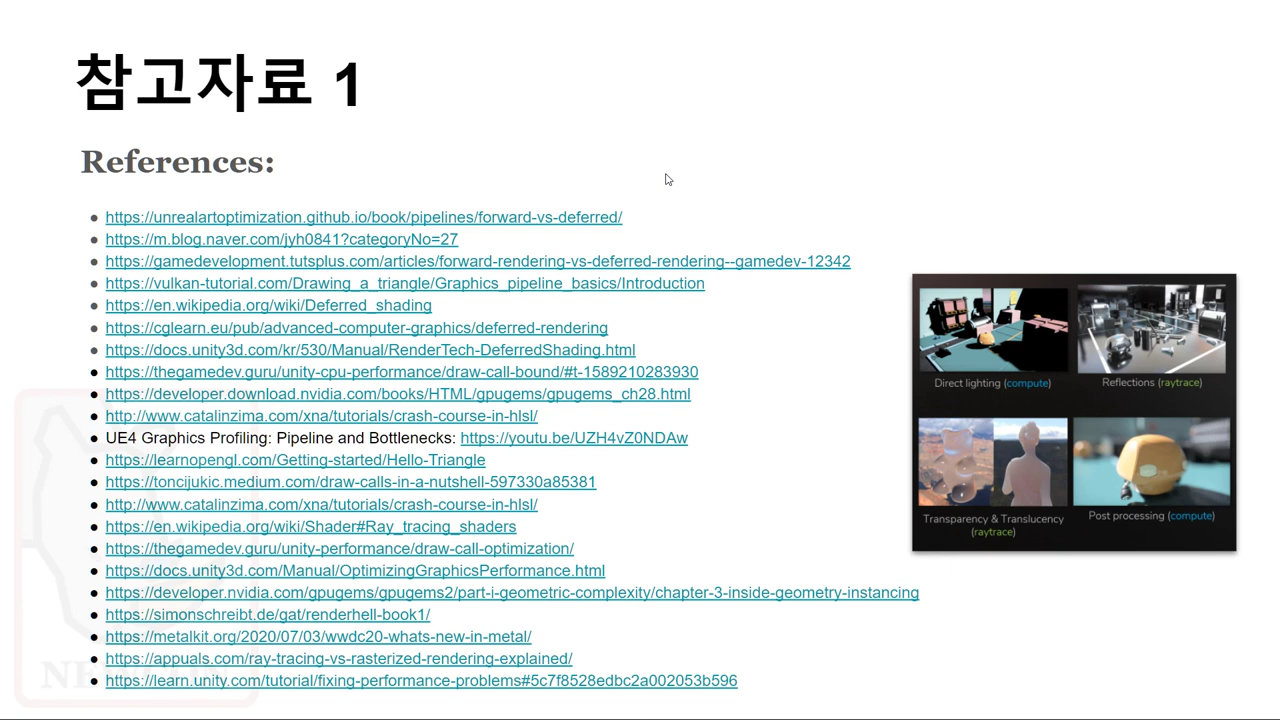 참고자료 1
References:
https://unrealartoptimization.github.io/book/pipelines/forward-vs-deferred/
https://m.blog.naver.com/jyh0841?categoryNo=27
https://gamedevelopment.tutsplus.com/articles/forward-rendering-vs-deferred-rendering--gamedev-12342
https://vulkan-tutorial.com/Drawing_a_triangle/Graphics_pipeline_basics/Introduction
https://en.wikipedia.org/wiki/Deferred_shading
https://cglearn.eu/pub/advanced-computer-graphics/deferred-rendering
https://docs.unity3d.com/kr/530/Manual/RenderTech-DeferredShading.html
https://thegamedev.guru/unity-cpu-performance/draw-call-bound/#t-1589210283930
https://developer.download.nvidia.com/books/HTML/gpugems/gpugems_ch28.html
http://www.catalinzima.com/xna/tutorials/crash-course-in-hlsl/
UE4 Graphics Profiling: Pipeline and Bottlenecks: https://youtu.be/UZH4vZ0NDAw
https://learnopengl.com/Getting-started/Hello-Triangle
https://toncijukic.medium.com/draw-calls-in-a-nutshell-597330a85381
http://www.catalinzima.com/xna/tutorials/crash-course-in-hlsl/
https://en.wikipedia.org/wiki/Shader#Ray_tracing_shaders
https://thegamedev.guru/unity-performance/draw-call-optimization/
https://docs.unity3d.com/Manual/OptimizingGraphicsPerformance.html
https://developer.nvidia.com/gpugems/gpugems2/part-i-geometric-complexity/chapter-3-inside-geometry-instancing
https://simonschreibt.de/gat/renderhell-book1/
https://metalkit.org/2020/07/03/wwdc20-whats-new-in-metal/
https://appuals.com/ray-tracing-vs-rasterized-rendering-explained/
https://learn.unity.com/tutorial/fixing-performance-problems#5c7f8528edbc2a002053b596
Direct lighting (compute)
Reflections (raytrace)
Transparency & Translucency
(raytrace)
Post processing (compute)